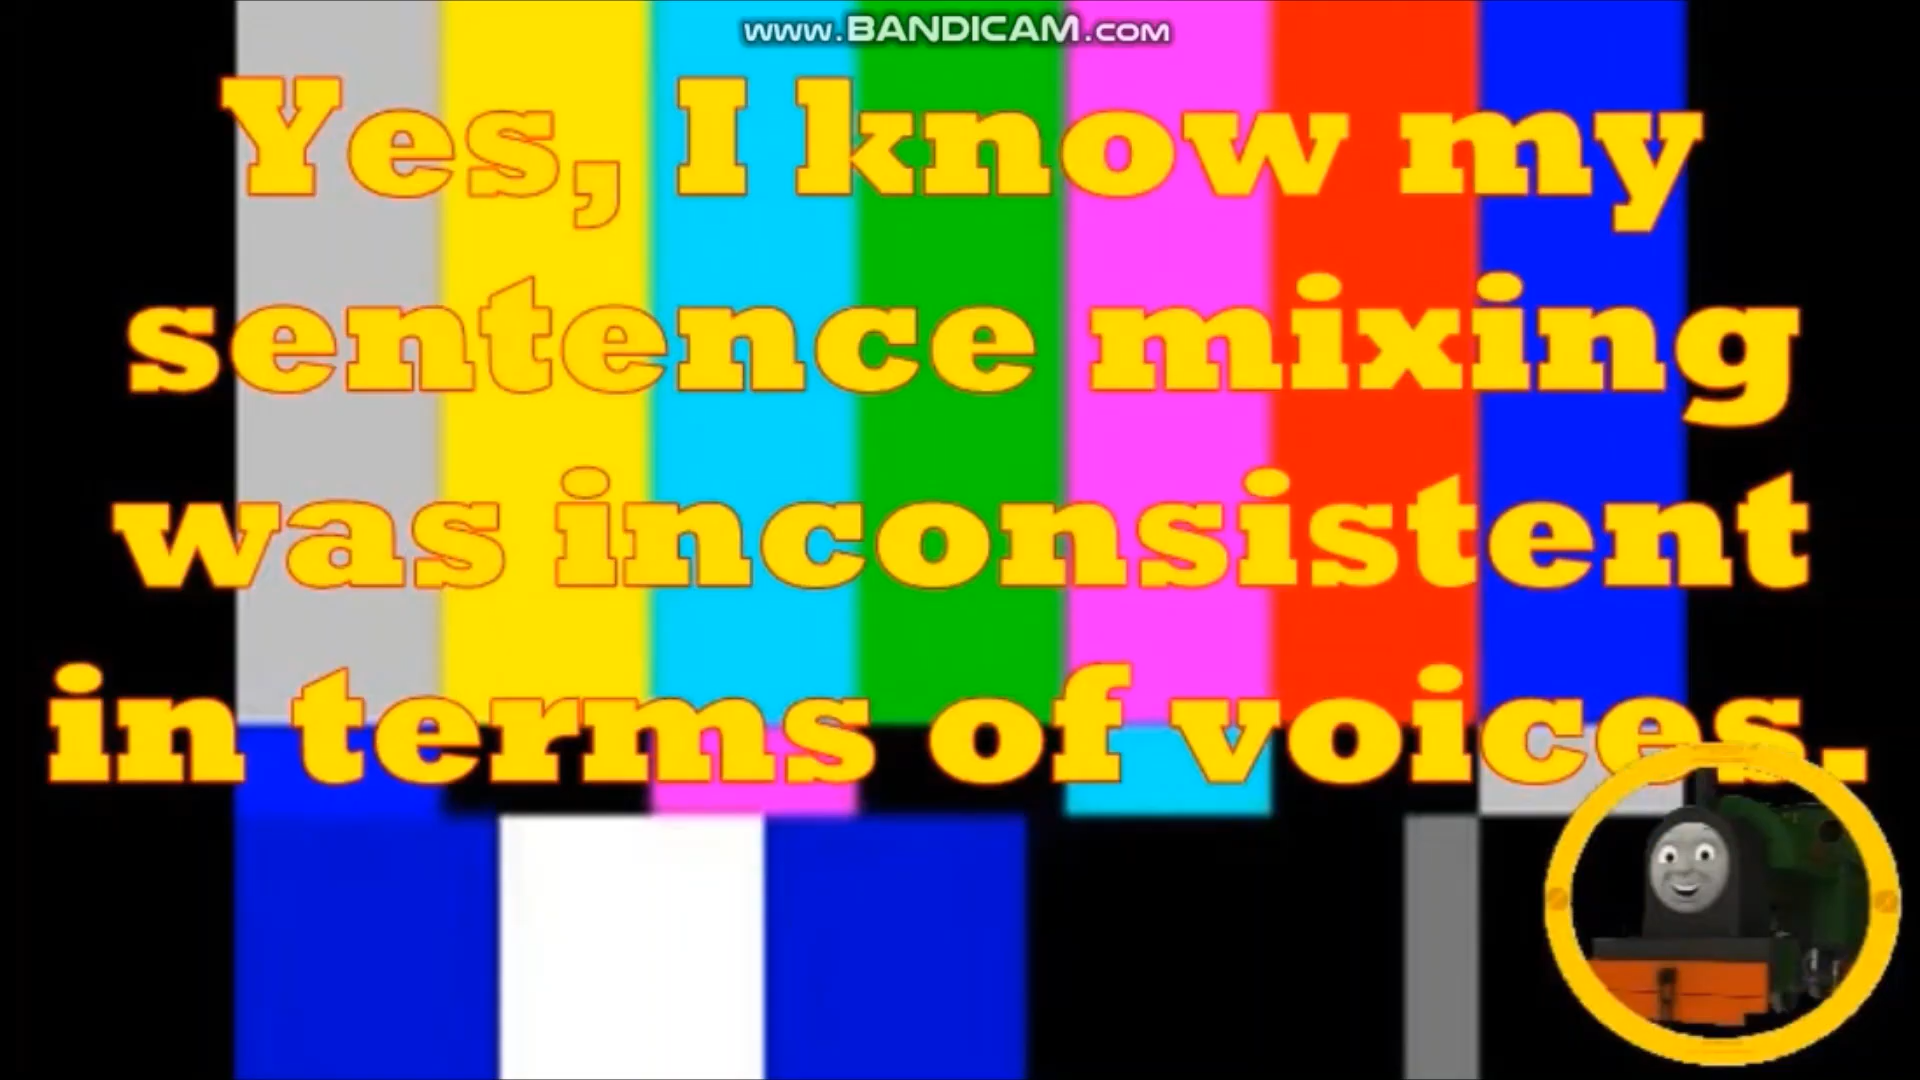 www.BANDICAM.com
Yes, I know my
sentence mixing
was inconsistent
in terms of voices.